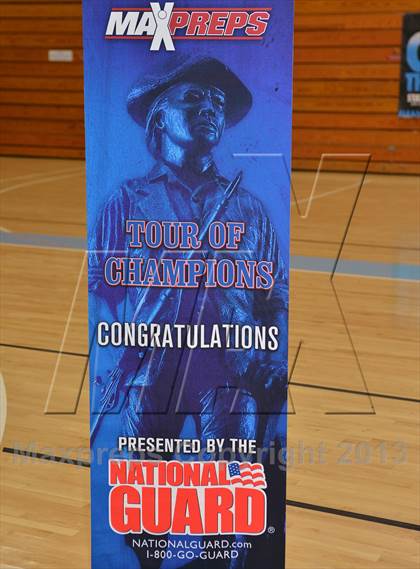 MAXPREPS
TOUR OF
CHAMPIONS
CONGRATULATIONS
PRESENTED BY THE
Maxpreps Copyright 2013
NATIONAL
GUARD®
NATIONALGUARD.com
1-800-GO-GUARD